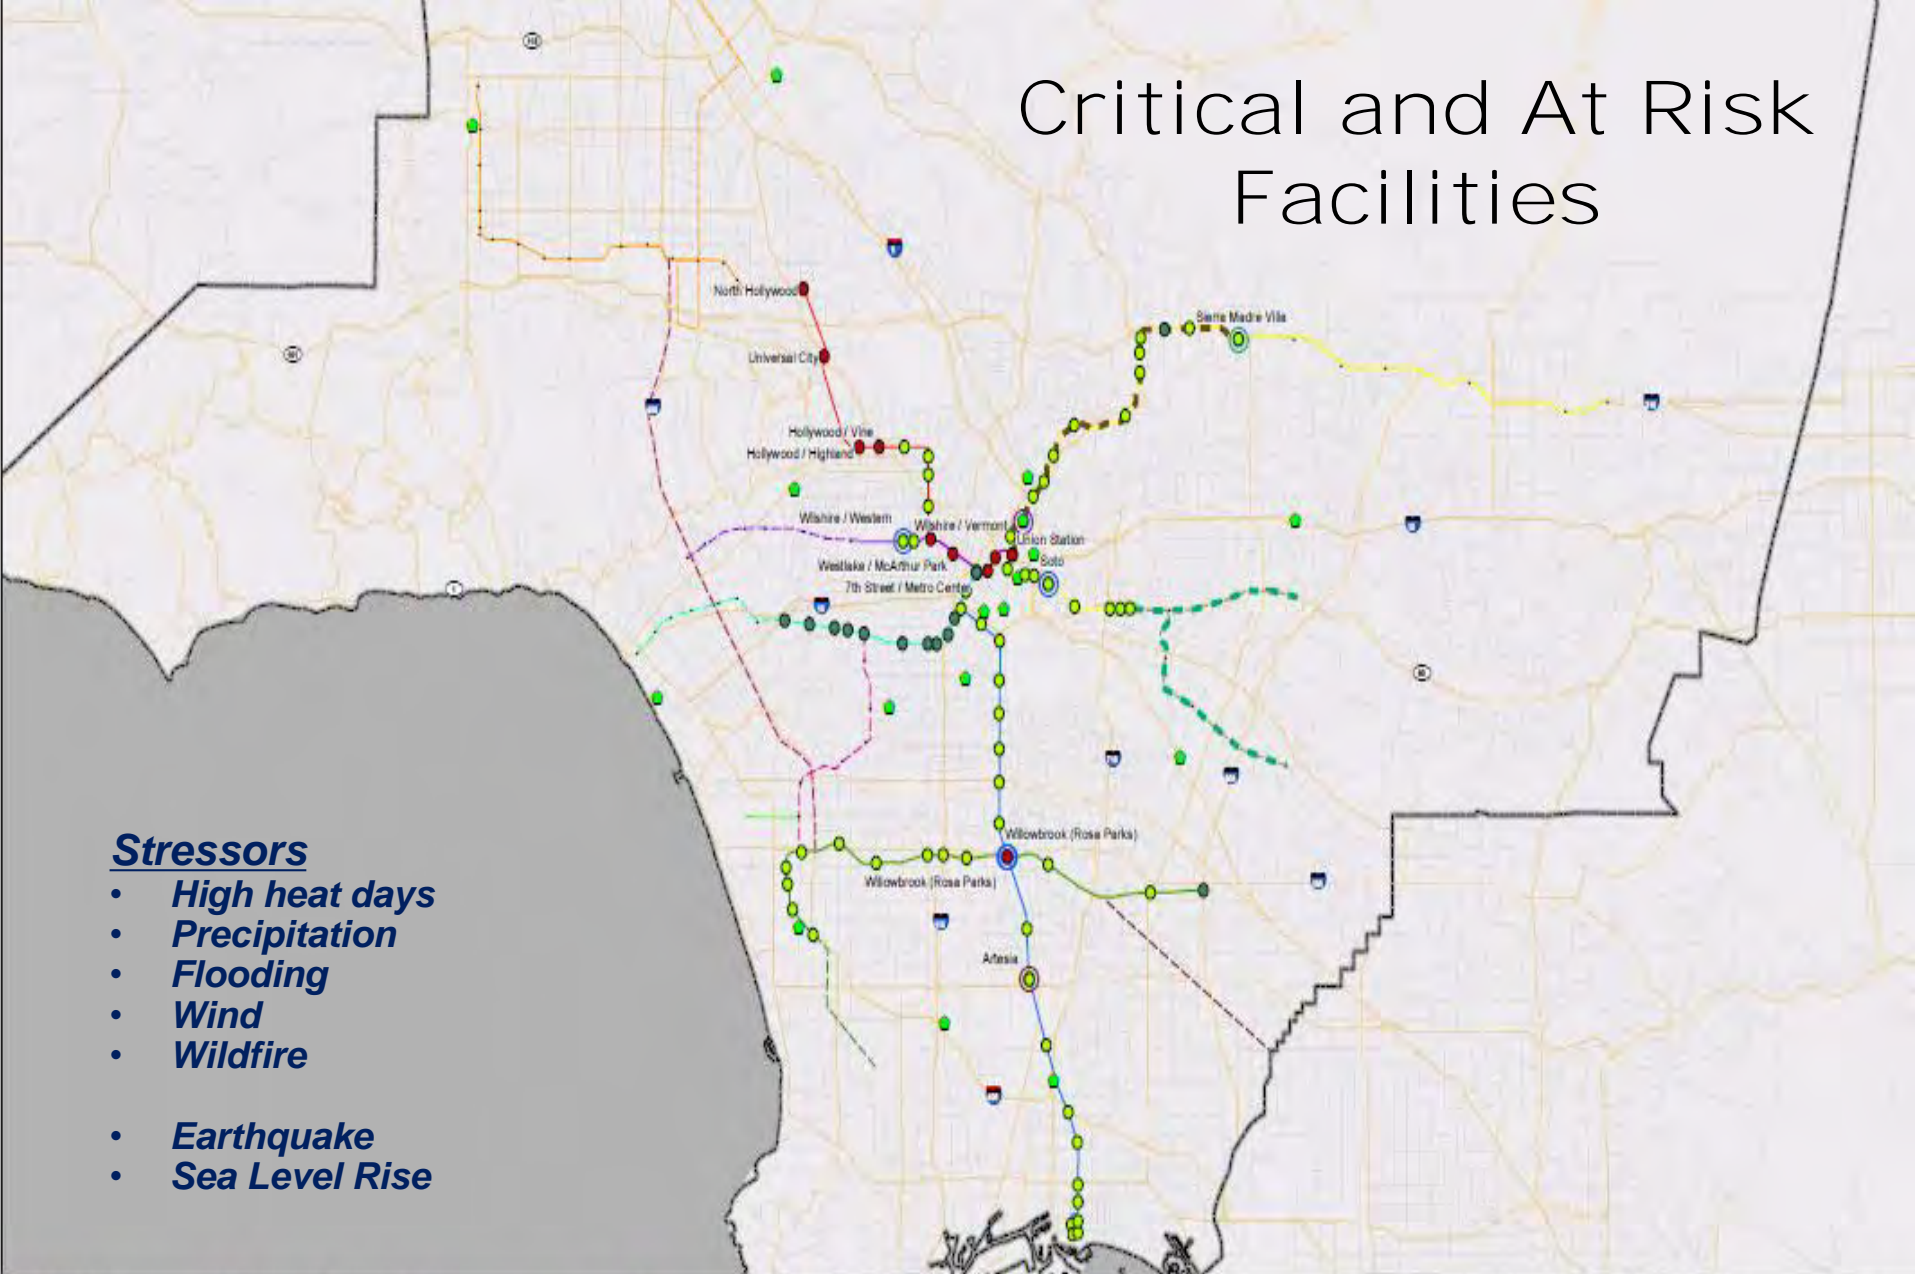 Critical and At Risk
Facilities
North Hollywood
Sierra Madre Villa
Universal City
Hollywood / Vine
Hollywood / Highland
Wilshire / Western
Wilshire / Vermont
Union Station
Soto
Westlake / McArthur Park
7th Street / Metro Center
Willowbrook (Rosa Parks)
Willowbrook (Rosa Parks)
Artesia
Stressors
• High heat days
• Precipitation
• Flooding
• Wind
• Wildfire
• Earthquake
• Sea Level Rise